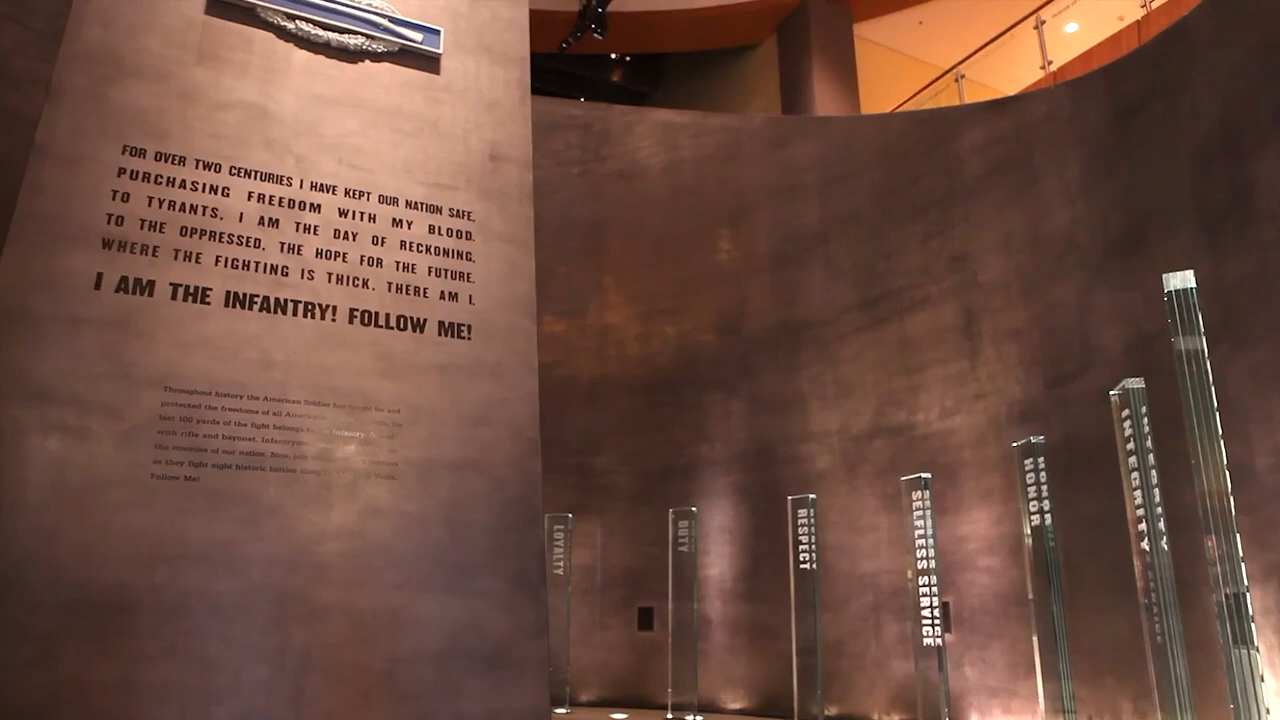 FOR OVER TWO CENTURIES I HAVE KEPT OUR NATION SAFE,
PURCHASING FREEDOM WITH MY BLOOD.
TO TYRANTS, I AM THE DAY OF RECKONING,
TO THE OPPRESSED, THE HOPE FOR THE FUTURE.
WHERE THE FIGHTING IS THICK, THERE AM I.
I AM THE INFANTRY! FOLLOW ME!
Throughout history the American Soldier has fought for and
protected the freedoms of all
last 100 yards of the fight belongs Infantry.
with rifle and bayonet,
the enemies of our nation. Now,
as they fight eight historic battles along Yards.
Follow Me!
LOYALTY
DUTY
RESPECT
SELFLESS SERVICE
HONOR
INTEGRITY